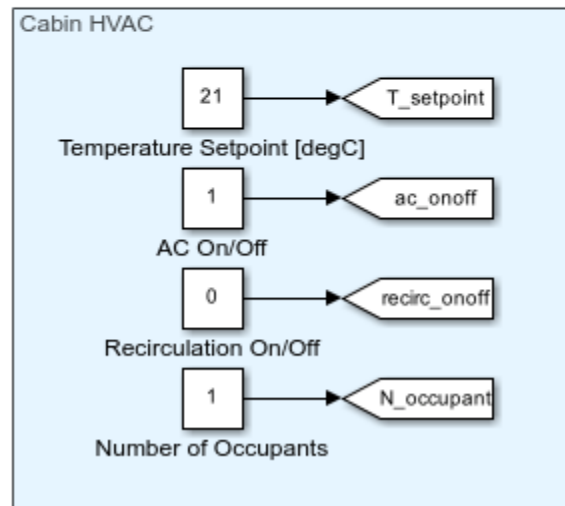 Cabin HVAC
21
T_setpoint
Temperature Setpoint [degC]
1
ac_onoff
AC On/Off
0
recirc_onoff
Recirculation On/Off
1
N_occupant
Number of Occupants